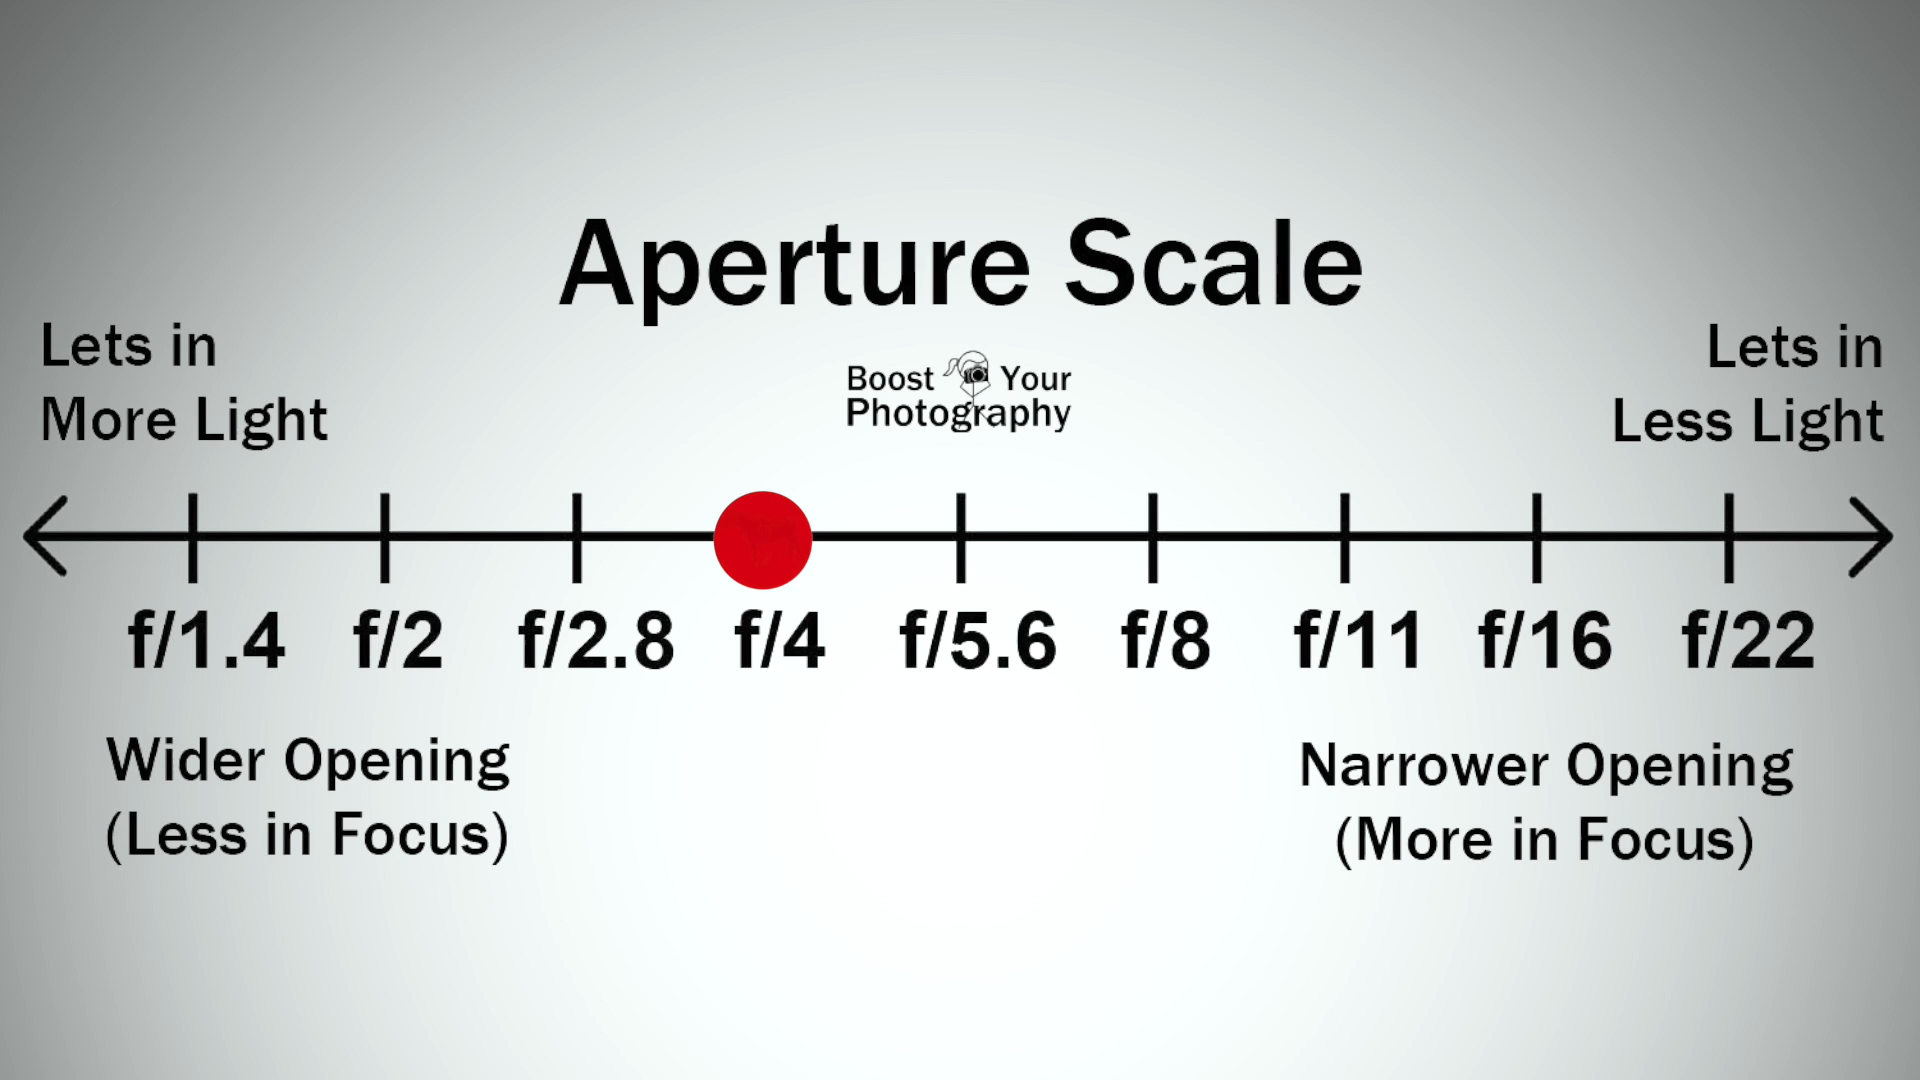 Aperture Scale
Boost Your
Photography
Lets in
More Light
Lets in
Less Light
f/1.4 f/2 f/2.8 f/4 f/5.6 f/8 f/11 f/16 f/22
Wider Opening
(Less in Focus)
Narrower Opening
(More in Focus)